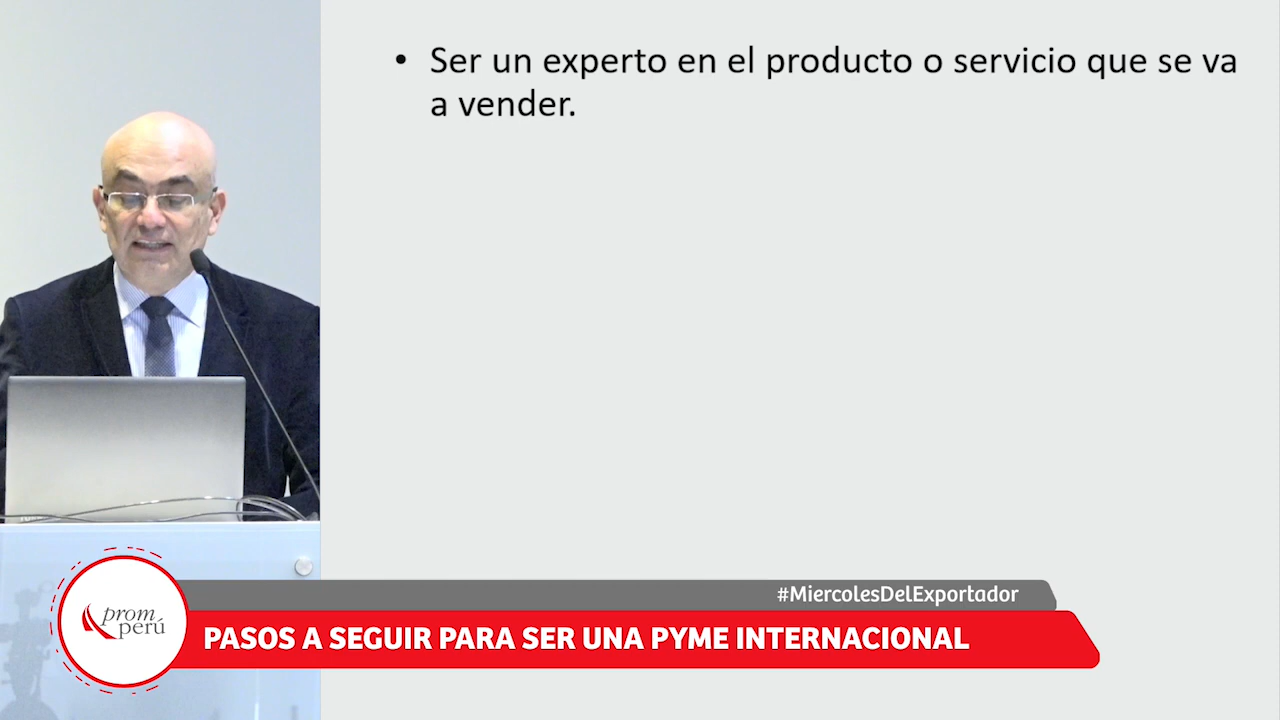 • Ser un experto en el producto o servicio que se va
a vender.
#MiercolesDelExportador
prom
perú
PASOS A SEGUIR PARA SER UNA PYME INTERNACIONAL